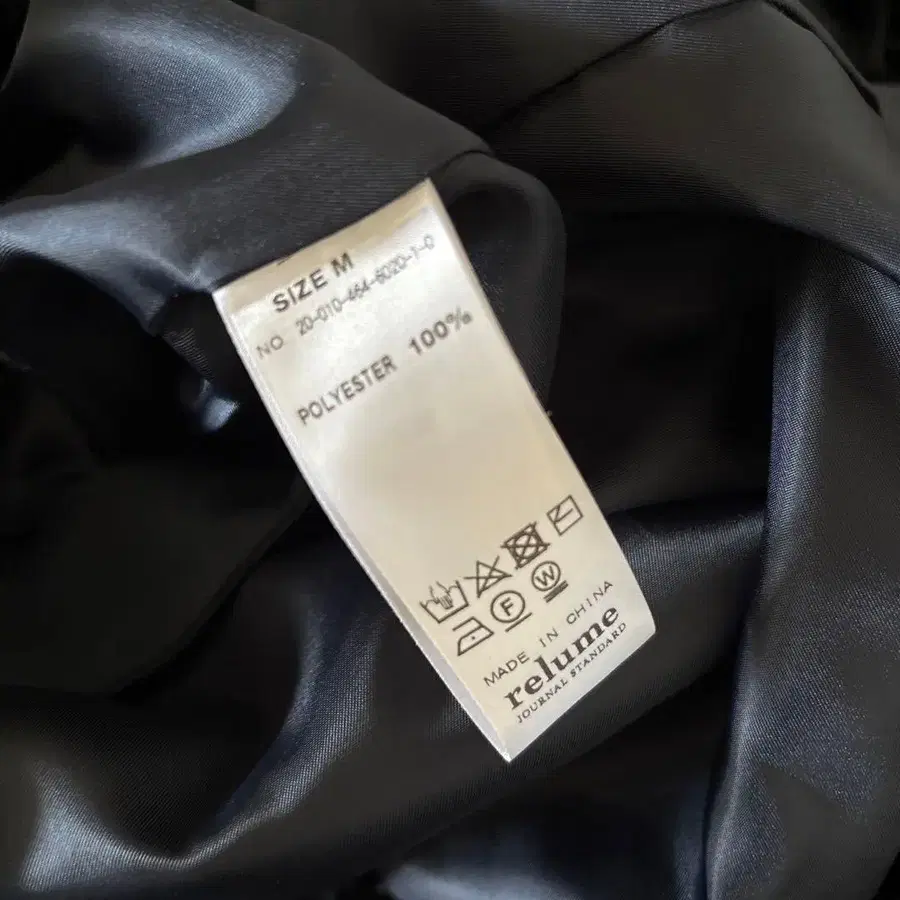 SIZE M
NO. 20-010-464-6020-1-0
POLYESTER 100%
F W
MADE IN CHINA
relume
JOURNAL STANDARD